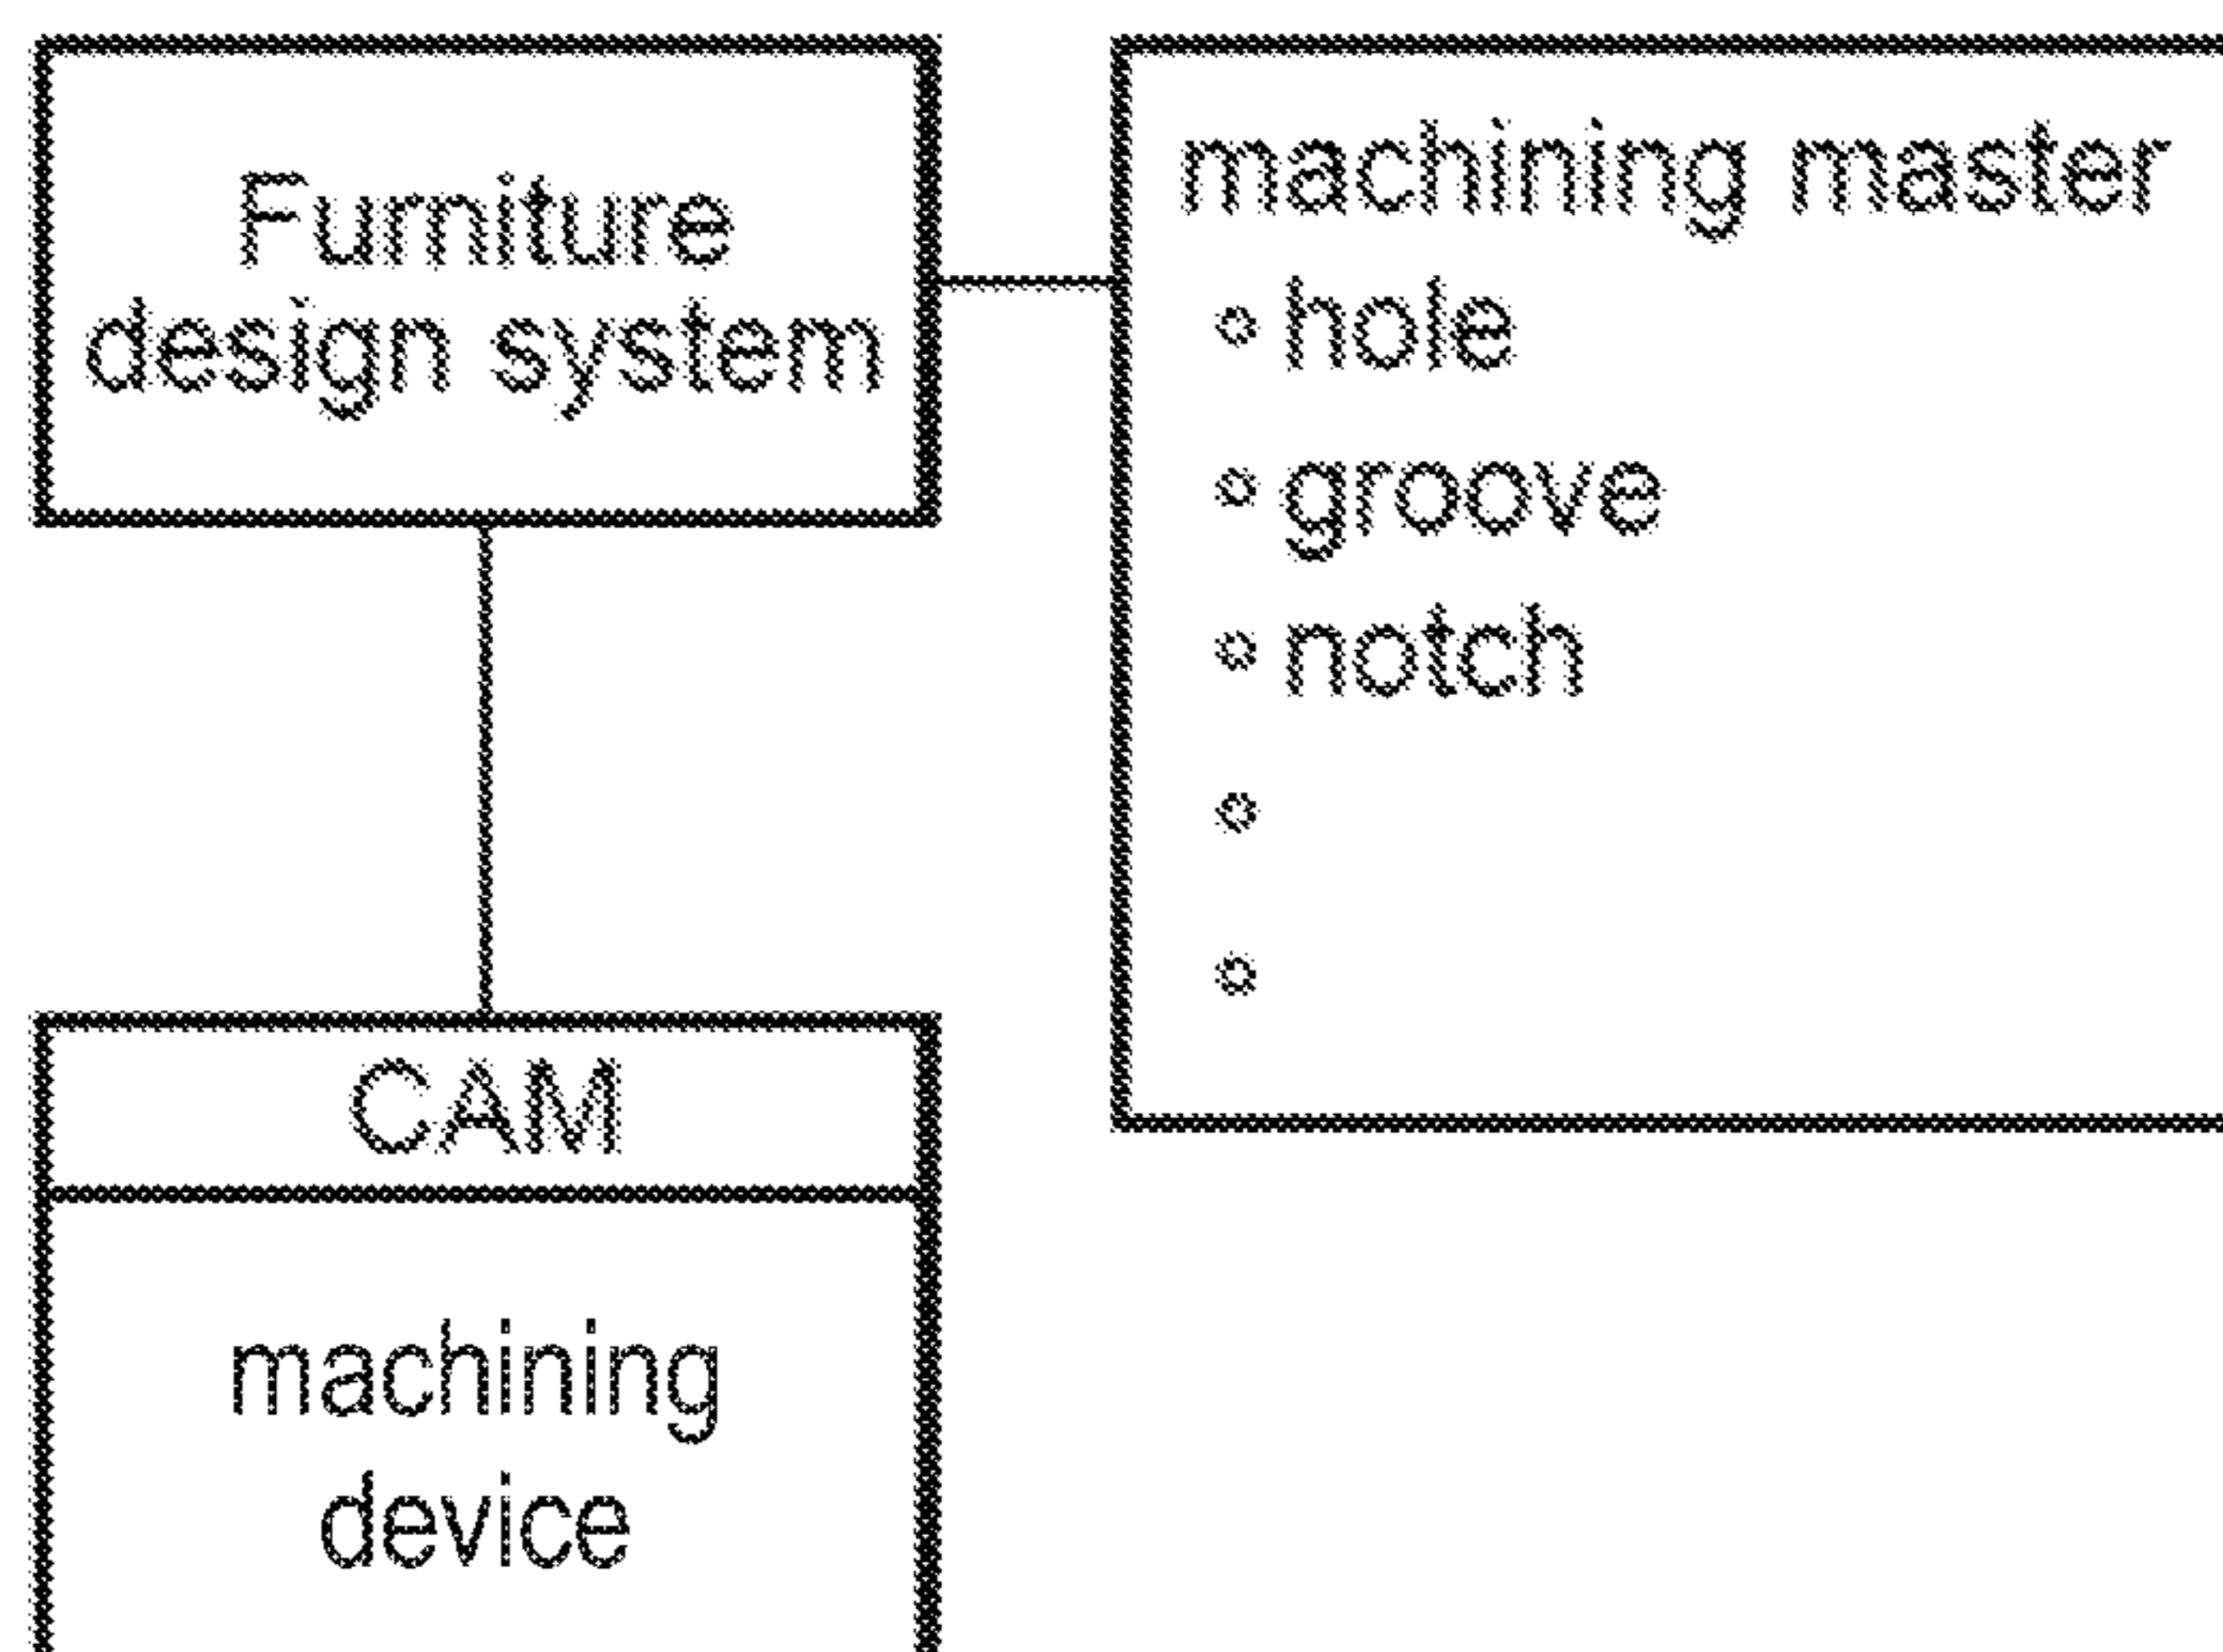 Furniture
design system
machining master
∘ hole
∘ groove
∘ notch
∘
∘
CAM
machining
device